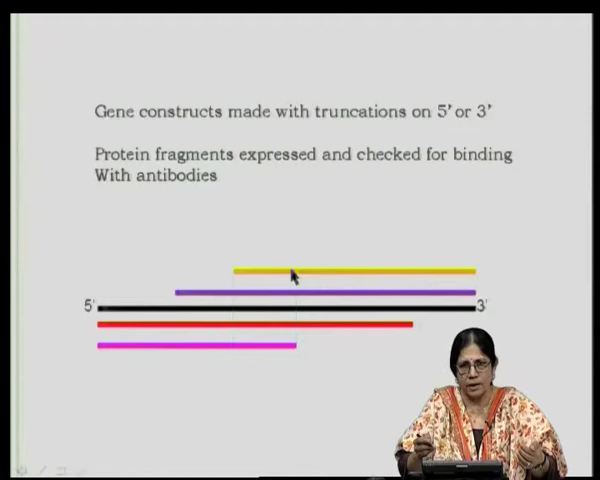 Gene constructs made with truncations on 5' or 3'
Protein fragments expressed and checked for binding
With antibodies
5'
3'